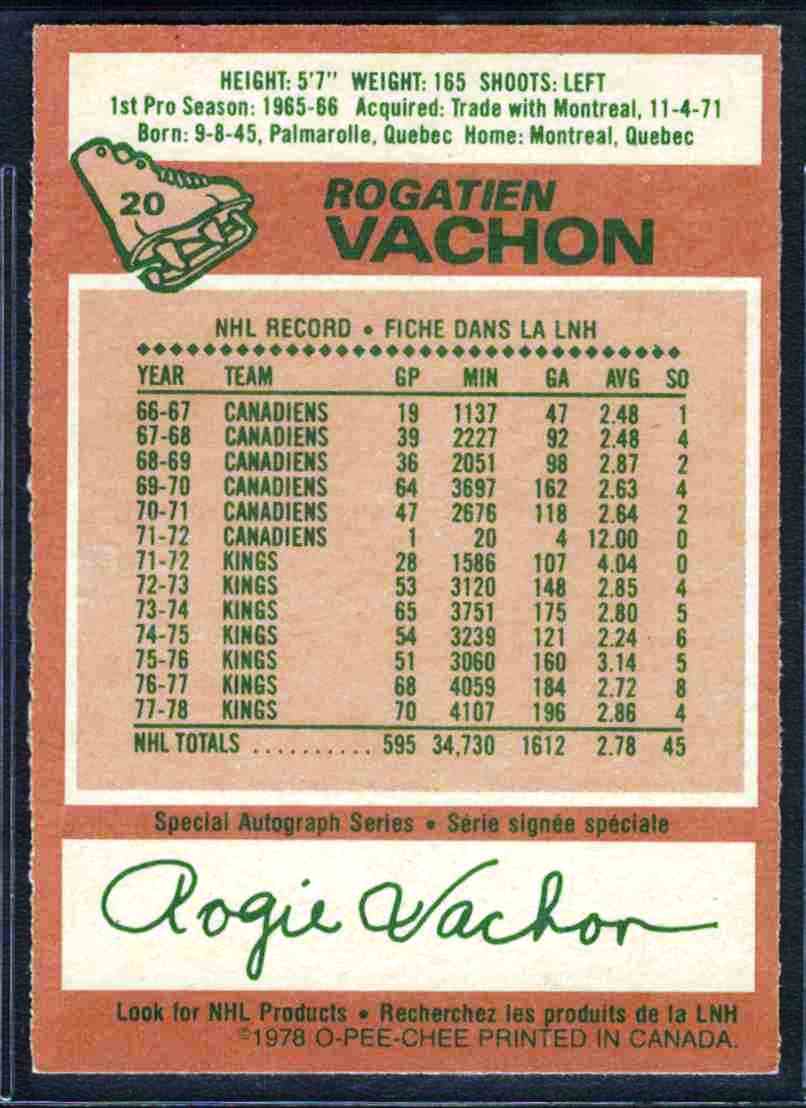 HEIGHT: 5'7" WEIGHT: 165 SHOOTS: LEFT
1st Pro Season: 1965-66 Acquired: Trade with Montreal, 11-4-71
Born: 9-8-45, Palmarolle, Quebec Home: Montreal, Quebec
20
ROGATIEN
VACHON
NHL RECORD • FICHE DANS LA LNH
YEAR TEAM GP MIN GA AVG SO
66-67 CANADIENS 19 1137 47 2.48 1
67-68 CANADIENS 39 2227 92 2.48 4
68-69 CANADIENS 36 2051 98 2.87 2
69-70 CANADIENS 64 3697 162 2.63 4
70-71 CANADIENS 47 2676 118 2.64 2
71-72 CANADIENS 1 20 4 12.00 0
71-72 KINGS 28 1586 107 4.04 0
72-73 KINGS 53 3120 148 2.85 4
73-74 KINGS 65 3751 175 2.80 5
74-75 KINGS 54 3239 121 2.24 6
75-76 KINGS 51 3060 160 3.14 5
76-77 KINGS 68 4059 184 2.72 8
77-78 KINGS 70 4107 196 2.86 4
NHL TOTALS ........... 595 34,730 1612 2.78 45
Special Autograph Series • Série signée spéciale
Rogie Vachon
Look for NHL Products • Recherchez les produits de la LNH
©1978 O-PEE-CHEE PRINTED IN CANADA.